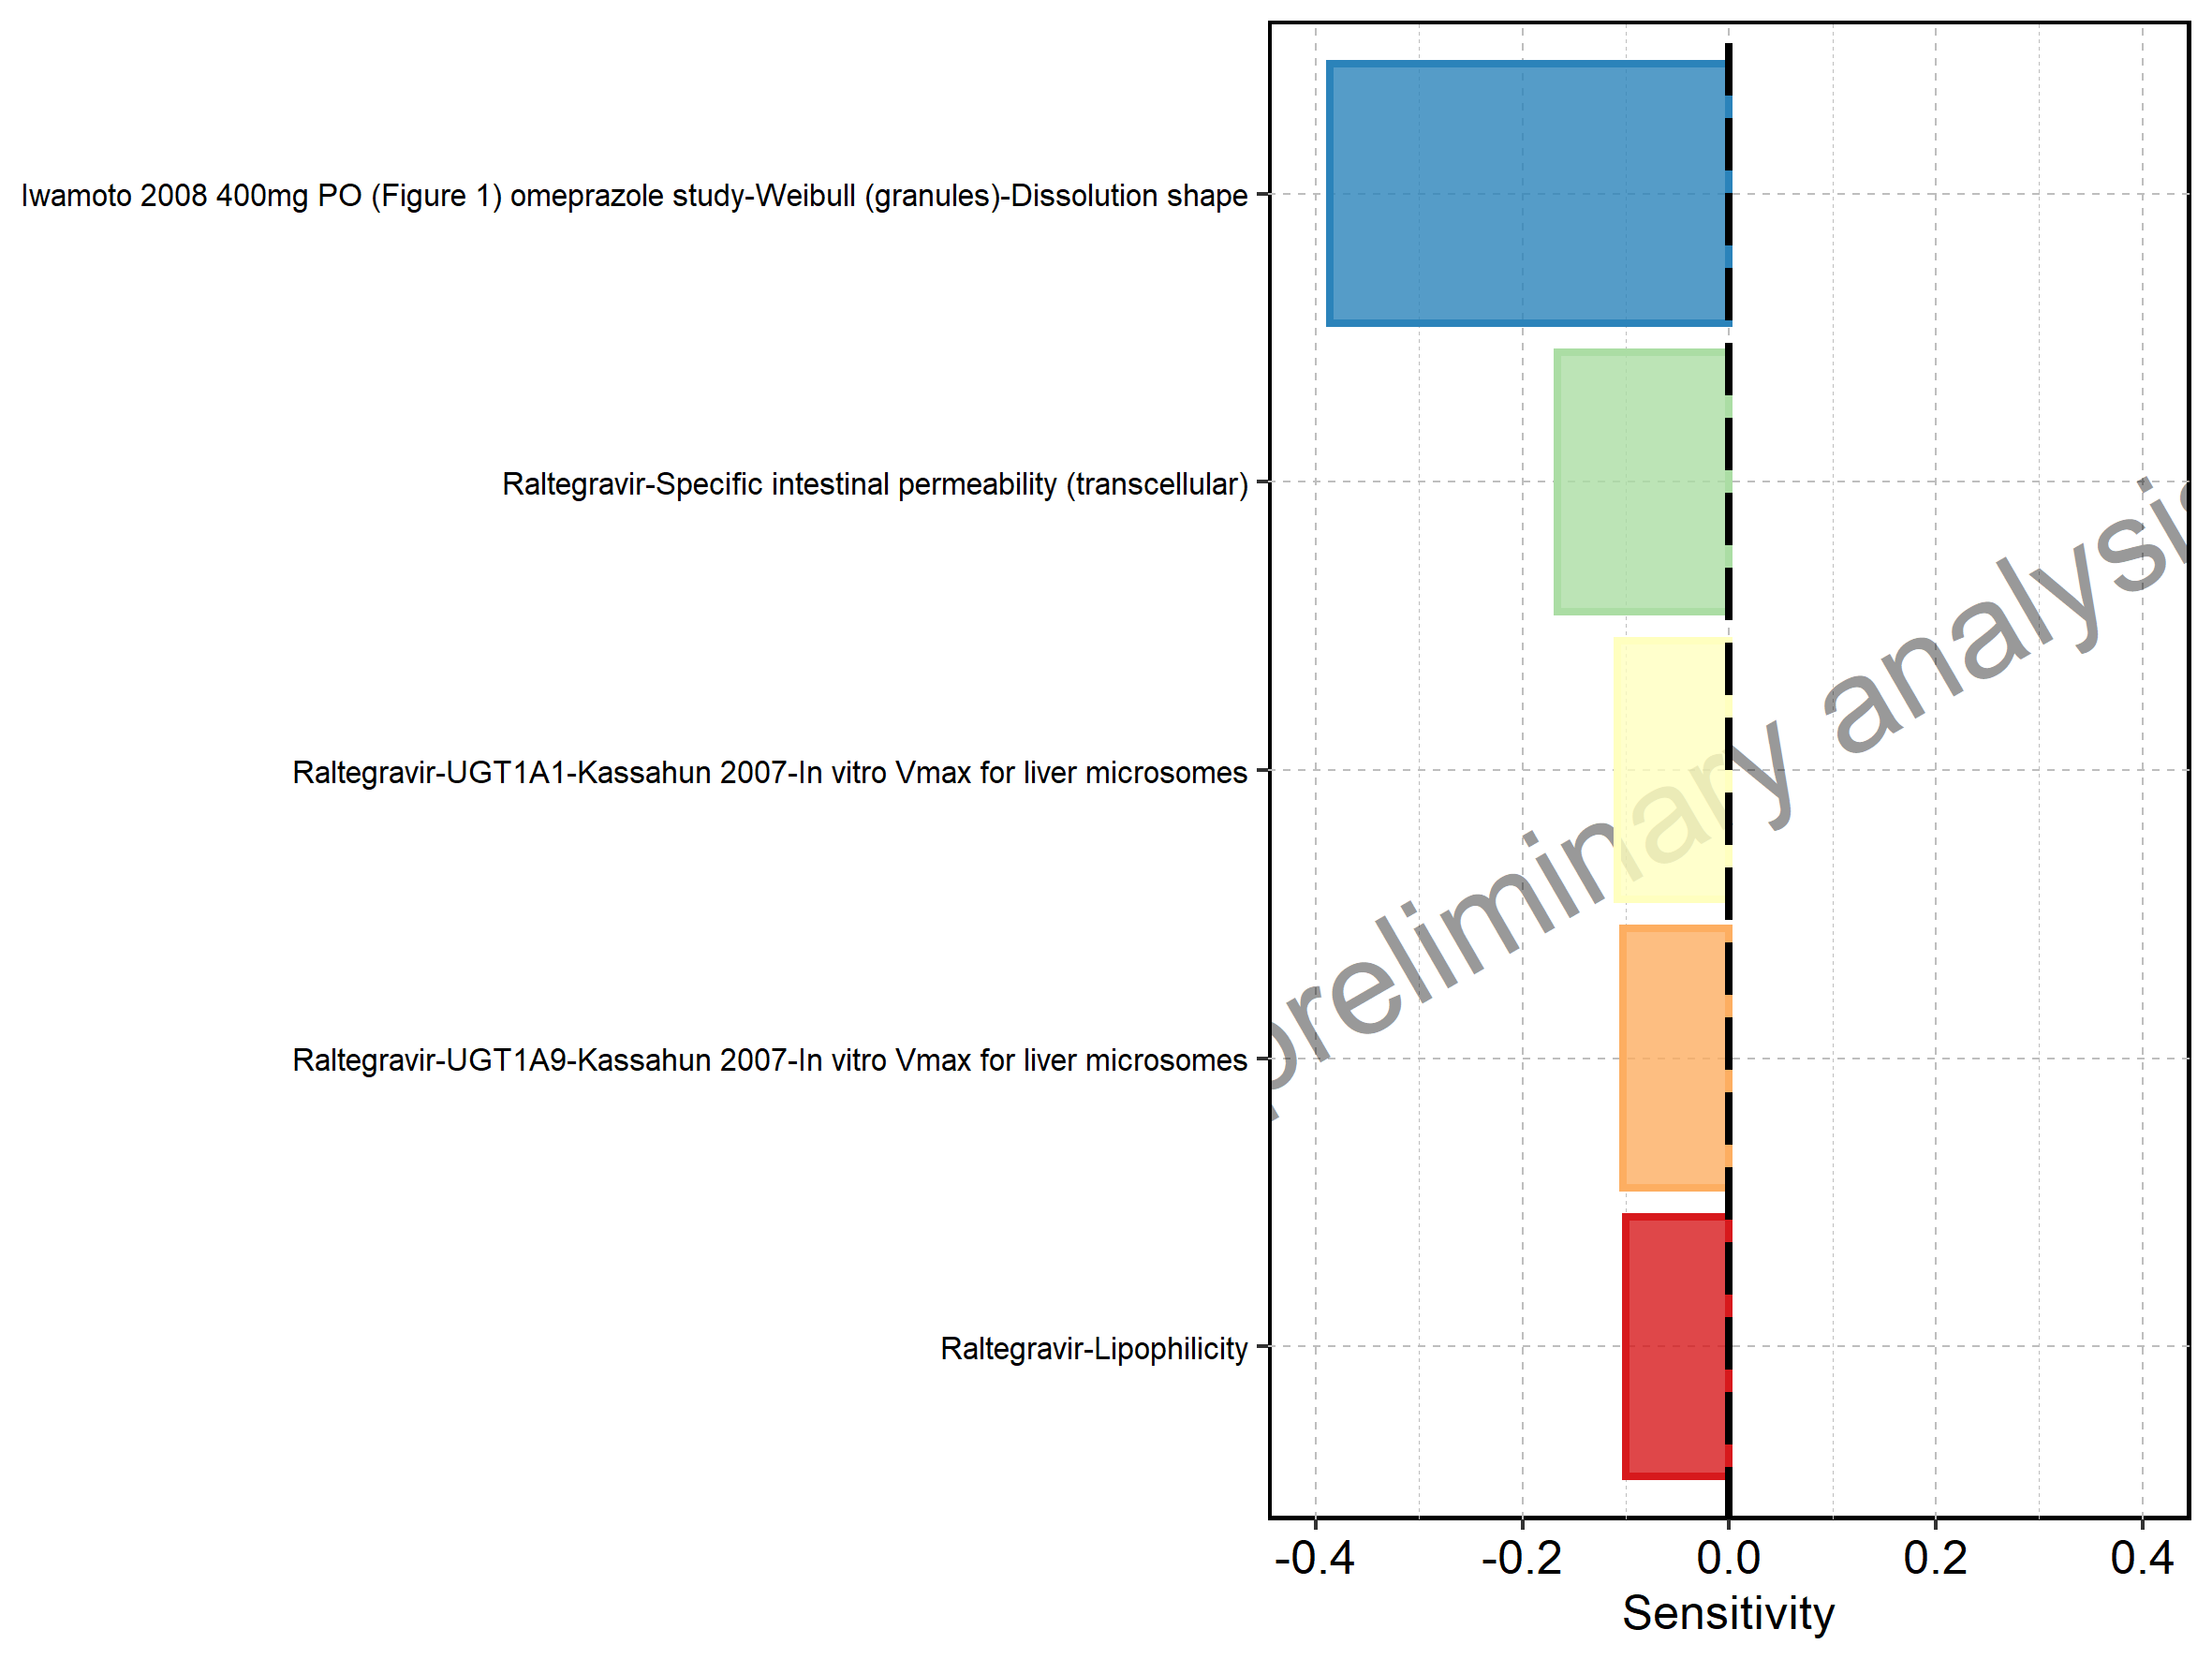 Iwamoto 2008 400mg PO (Figure 1) omeprazole study-Weibull (granules)-Dissolution shape
Raltegravir-Specific intestinal permeability (transcellular)
Raltegravir-UGT1A1-Kassahun 2007-In vitro Vmax for liver microsomes
Raltegravir-UGT1A9-Kassahun 2007-In vitro Vmax for liver microsomes
Raltegravir-Lipophilicity
preliminary analysis
-0.4 -0.2 0.0 0.2 0.4
Sensitivity